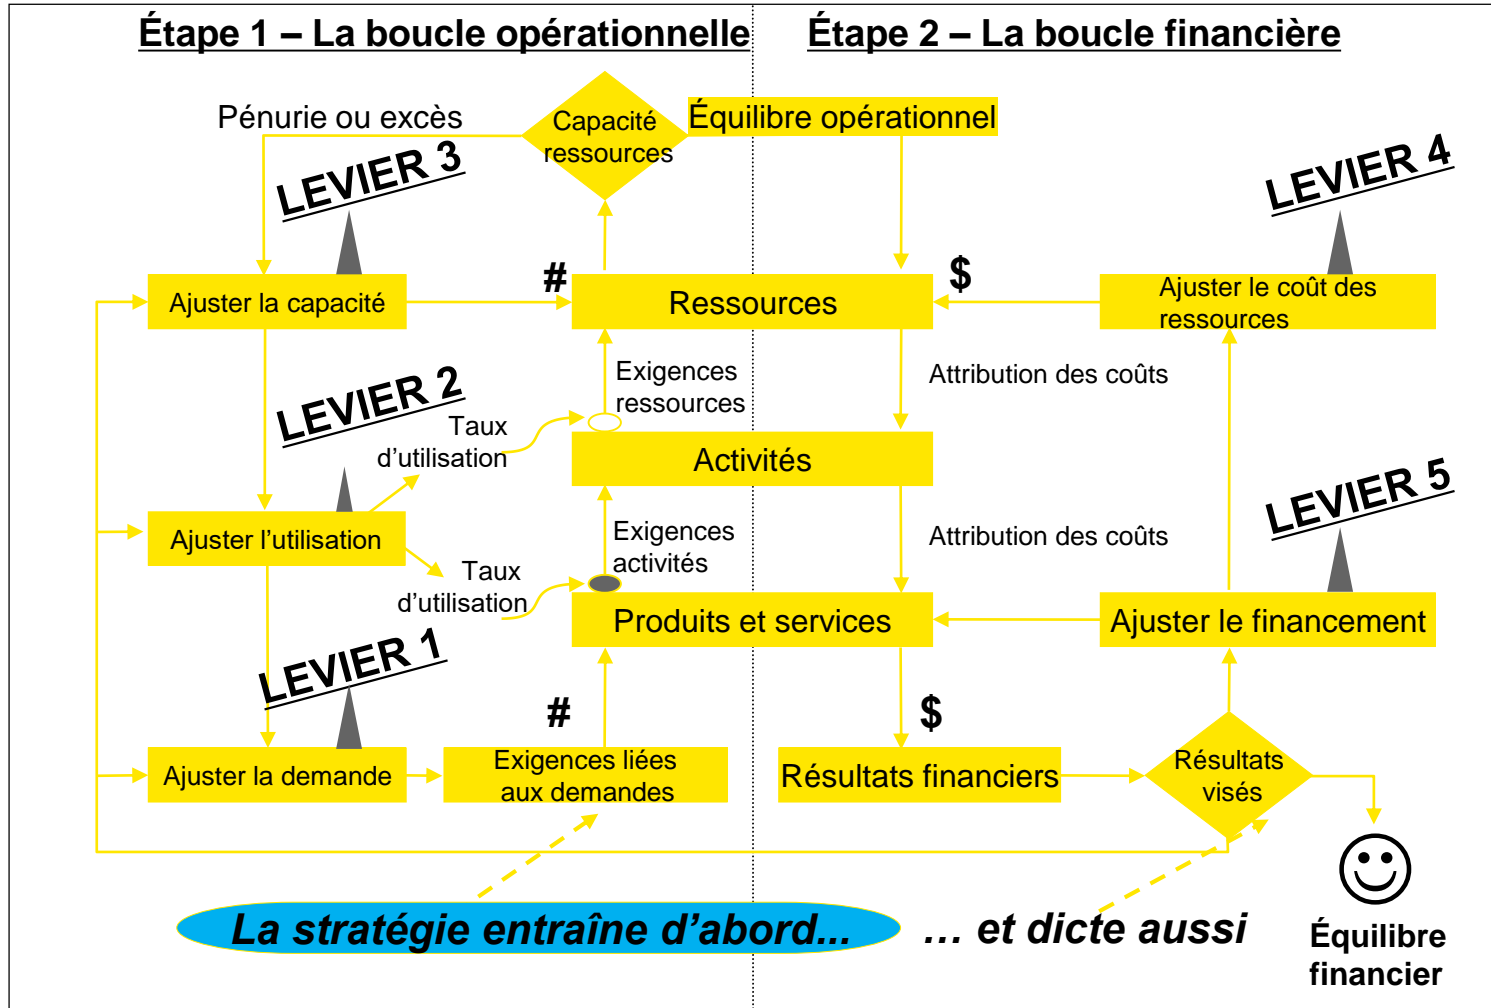 Étape 1 – La boucle opérationnelle
Étape 2 – La boucle financière
Pénurie ou excès
Capacité
ressources
Équilibre opérationnel
LEVIER 3
LEVIER 4
#
$
Ajuster la capacité
Ressources
Ajuster le coût des
ressources
Exigences
ressources
Attribution des coûts
LEVIER 2
Taux
d’utilisation
Activités
LEVIER 5
Ajuster l’utilisation
Exigences
activités
Attribution des coûts
Taux
d’utilisation
Produits et services
Ajuster le financement
LEVIER 1
#
$
Ajuster la demande
Exigences liées
aux demandes
Résultats financiers
Résultats
visés
La stratégie entraîne d’abord...
… et dicte aussi
Équilibre
financier